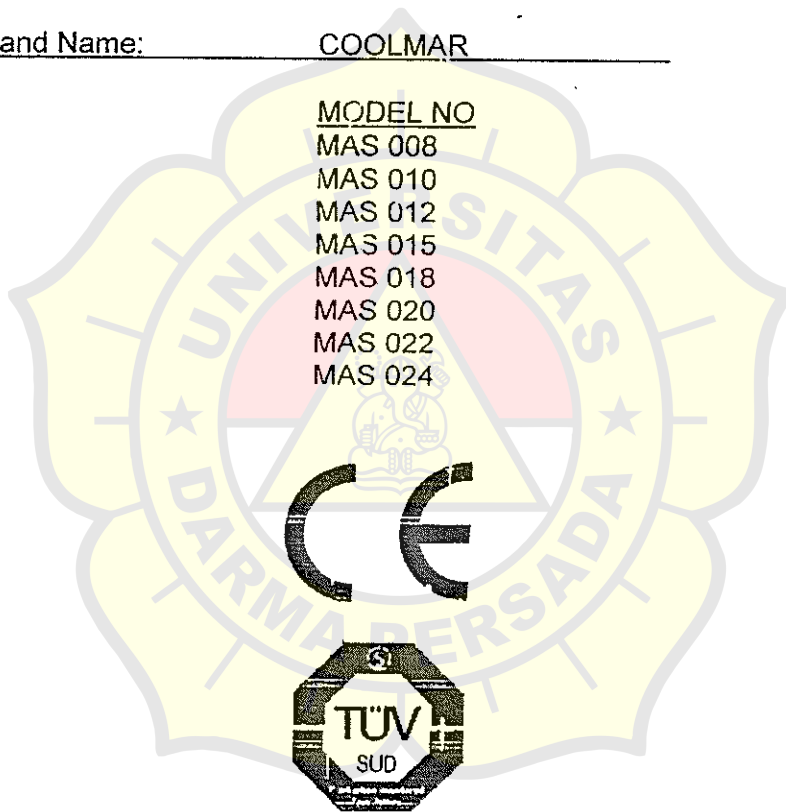 and Name: COOLMAR
MODEL NO
MAS 008
MAS 010
MAS 012
MAS 015
MAS 018
MAS 020
MAS 022
MAS 024
CE
TÜV
SUD
UNIVERSITAS
DARMA PERSADA